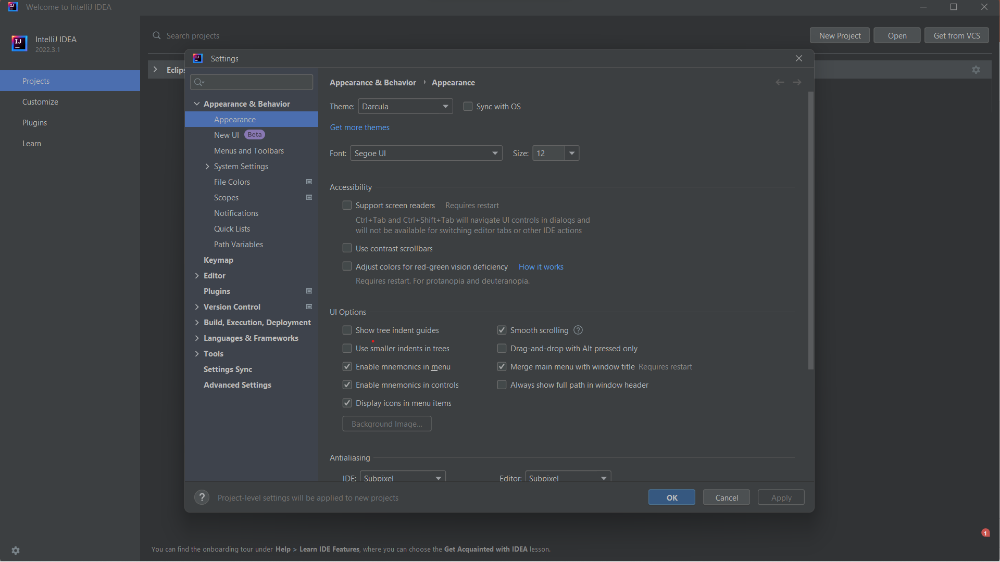 Welcome to IntelliJ IDEA
IntelliJ IDEA
2022.3.1
Projects
Customize
Plugins
Learn
Search projects
New Project
Open
Get from VCS
Eclips
Settings
Appearance & Behavior
Appearance
New UI Beta
Menus and Toolbars
System Settings
File Colors
Scopes
Notifications
Quick Lists
Path Variables
Keymap
Editor
Plugins
Version Control
Build, Execution, Deployment
Languages & Frameworks
Tools
Settings Sync
Advanced Settings
Appearance & Behavior › Appearance
Theme: Darcula Sync with OS
Get more themes
Font: Segoe UI Size: 12
Accessibility
Support screen readers Requires restart
Ctrl+Tab and Ctrl+Shift+Tab will navigate UI controls in dialogs and
will not be available for switching editor tabs or other IDE actions
Use contrast scrollbars
Adjust colors for red-green vision deficiency How it works
Requires restart. For protanopia and deuteranopia.
UI Options
Show tree indent guides
Smooth scrolling ?
Use smaller indents in trees
Drag-and-drop with Alt pressed only
Enable mnemonics in menu
Merge main menu with window title Requires restart
Enable mnemonics in controls
Always show full path in window header
Display icons in menu items
Background Image...
Antialiasing
IDE: Subpixel Editor: Subpixel
? Project-level settings will be applied to new projects
OK
Cancel
Apply
1
You can find the onboarding tour under Help > Learn IDE Features, where you can choose the Get Acquainted with IDEA lesson.